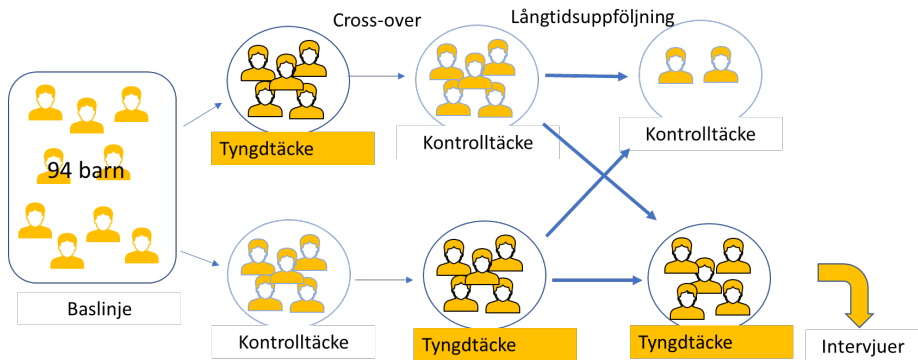 Cross-over
Långtidsuppföljning
94 barn
Baslinje
Tyngdtäcke
Kontrolltäcke
Kontrolltäcke
Kontrolltäcke
Tyngdtäcke
Tyngdtäcke
Intervjuer